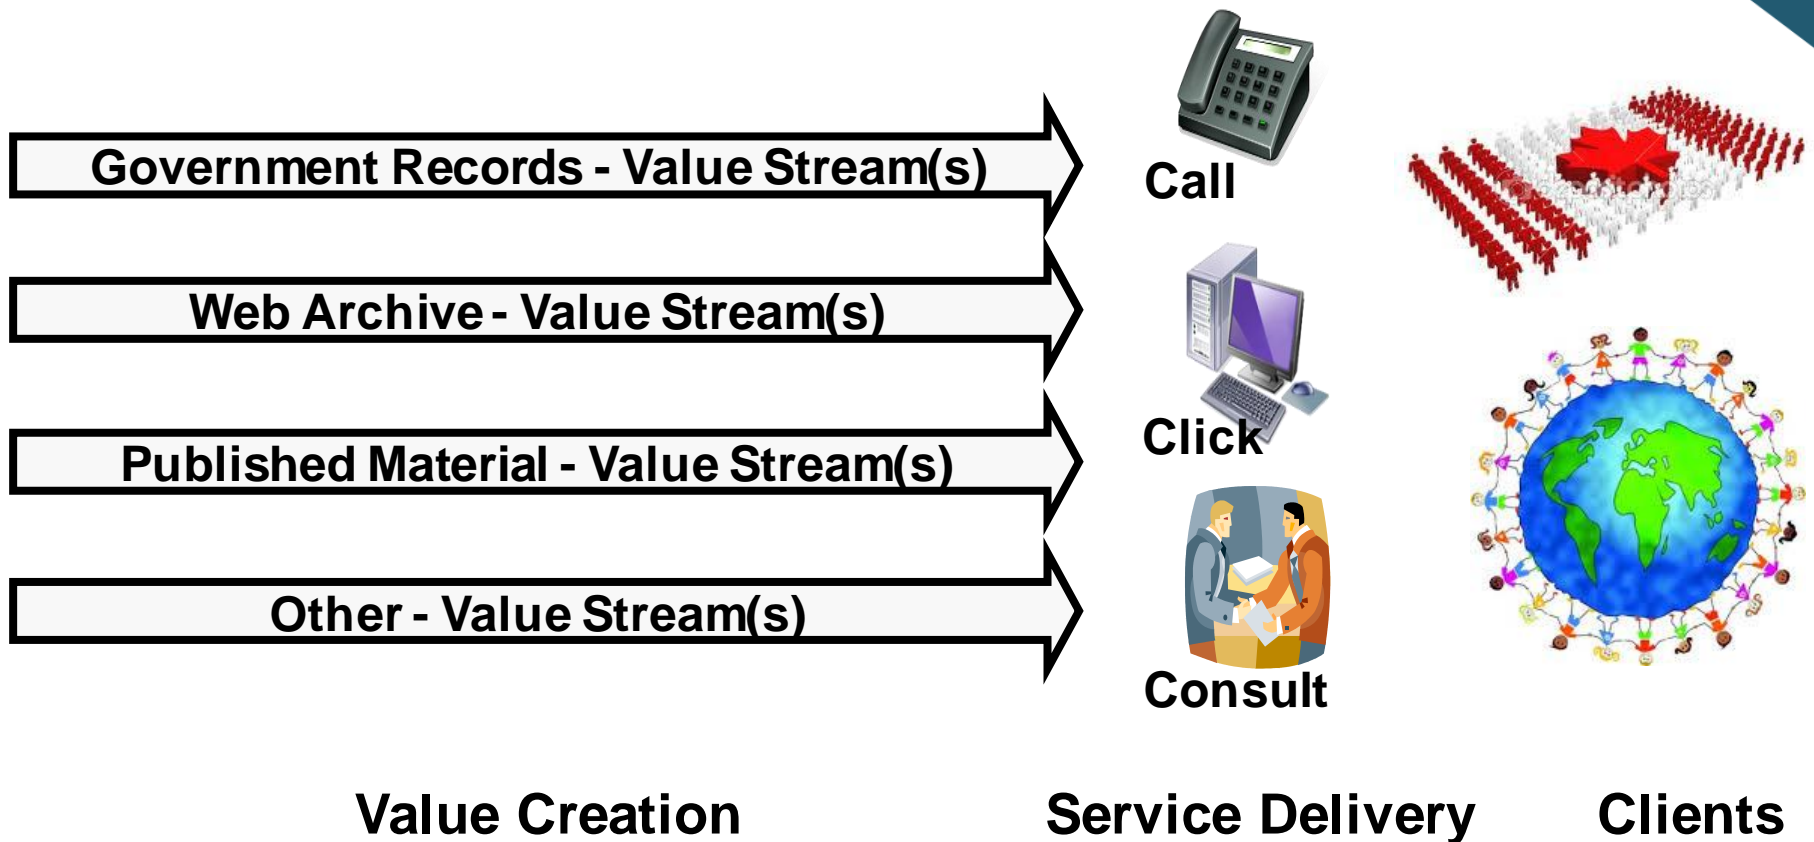 Government Records - Value Stream(s)
Call
Web Archive - Value Stream(s)
Click
Published Material - Value Stream(s)
Other - Value Stream(s)
Consult
Value Creation
Service Delivery
Clients